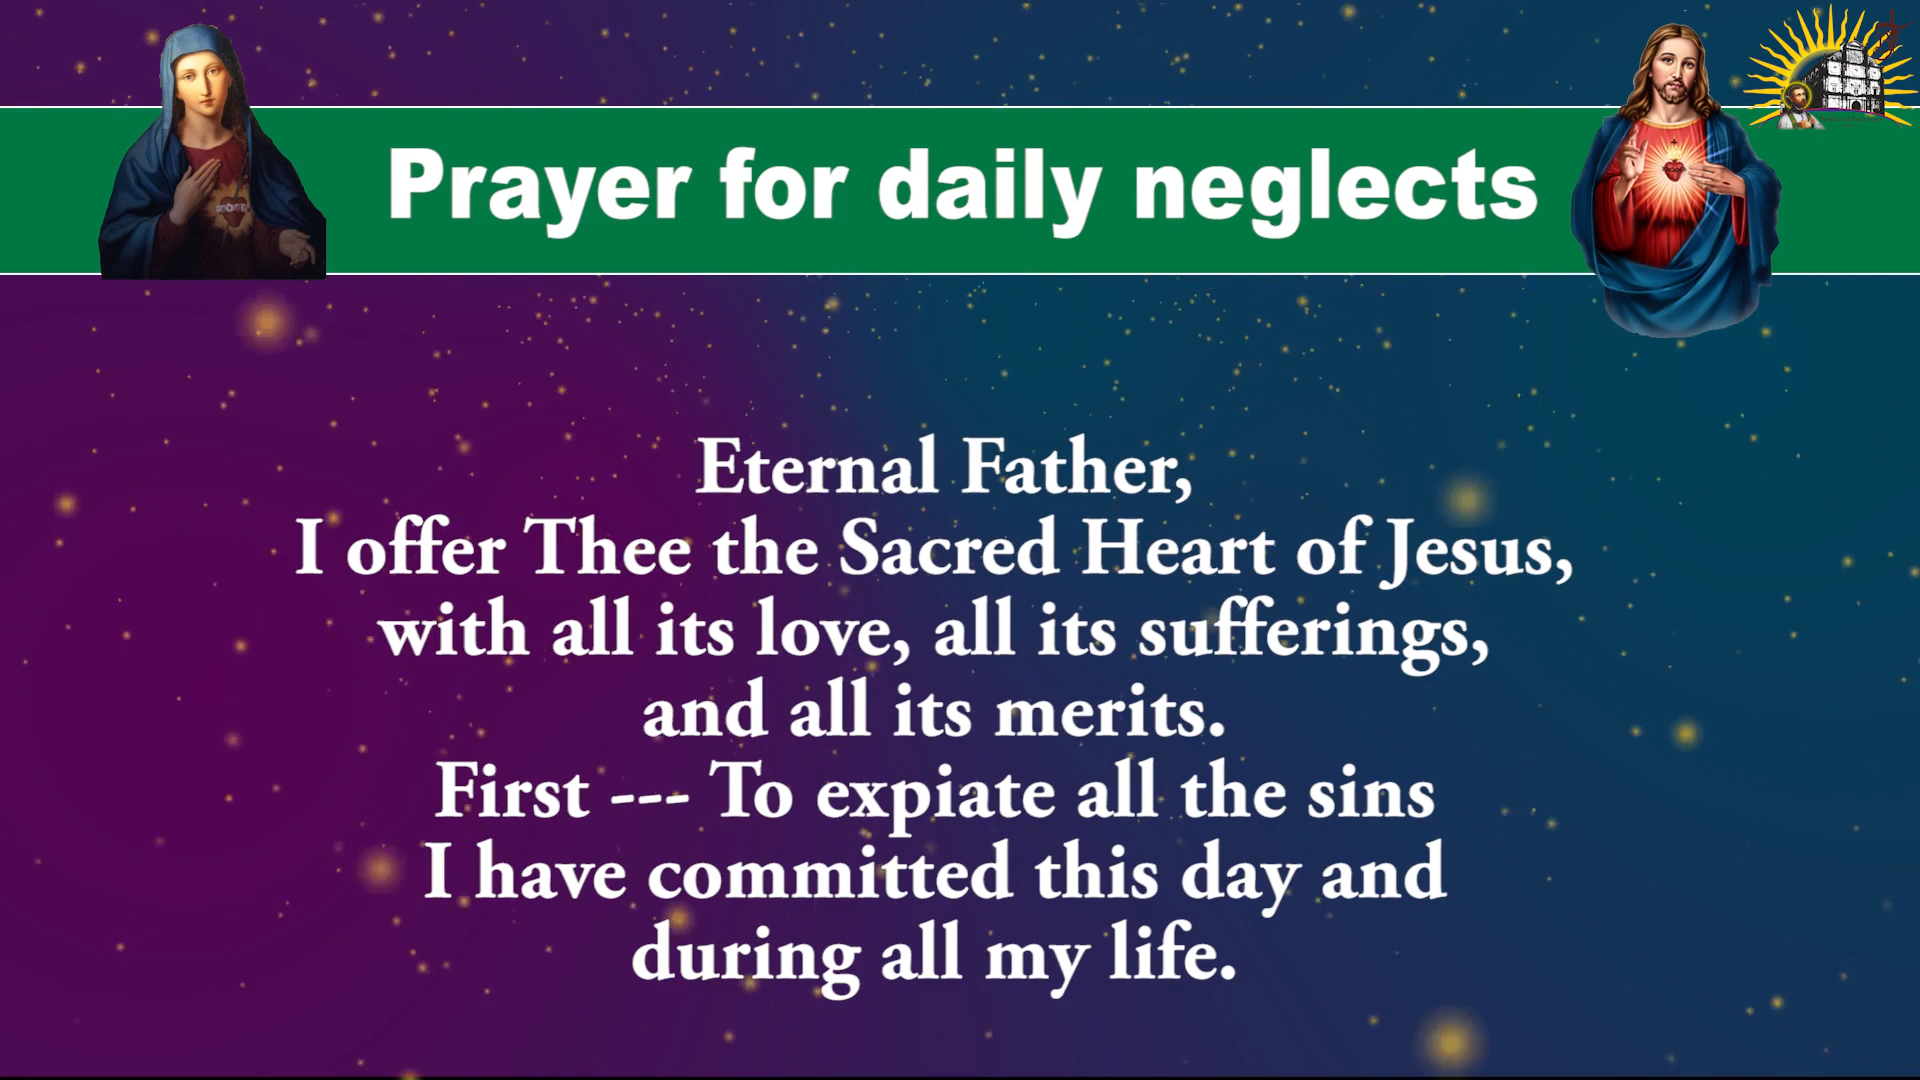 Prayer for daily neglects
Eternal Father,
I offer Thee the Sacred Heart of Jesus,
with all its love, all its sufferings,
and all its merits.
First --- To expiate all the sins
I have committed this day and
during all my life.